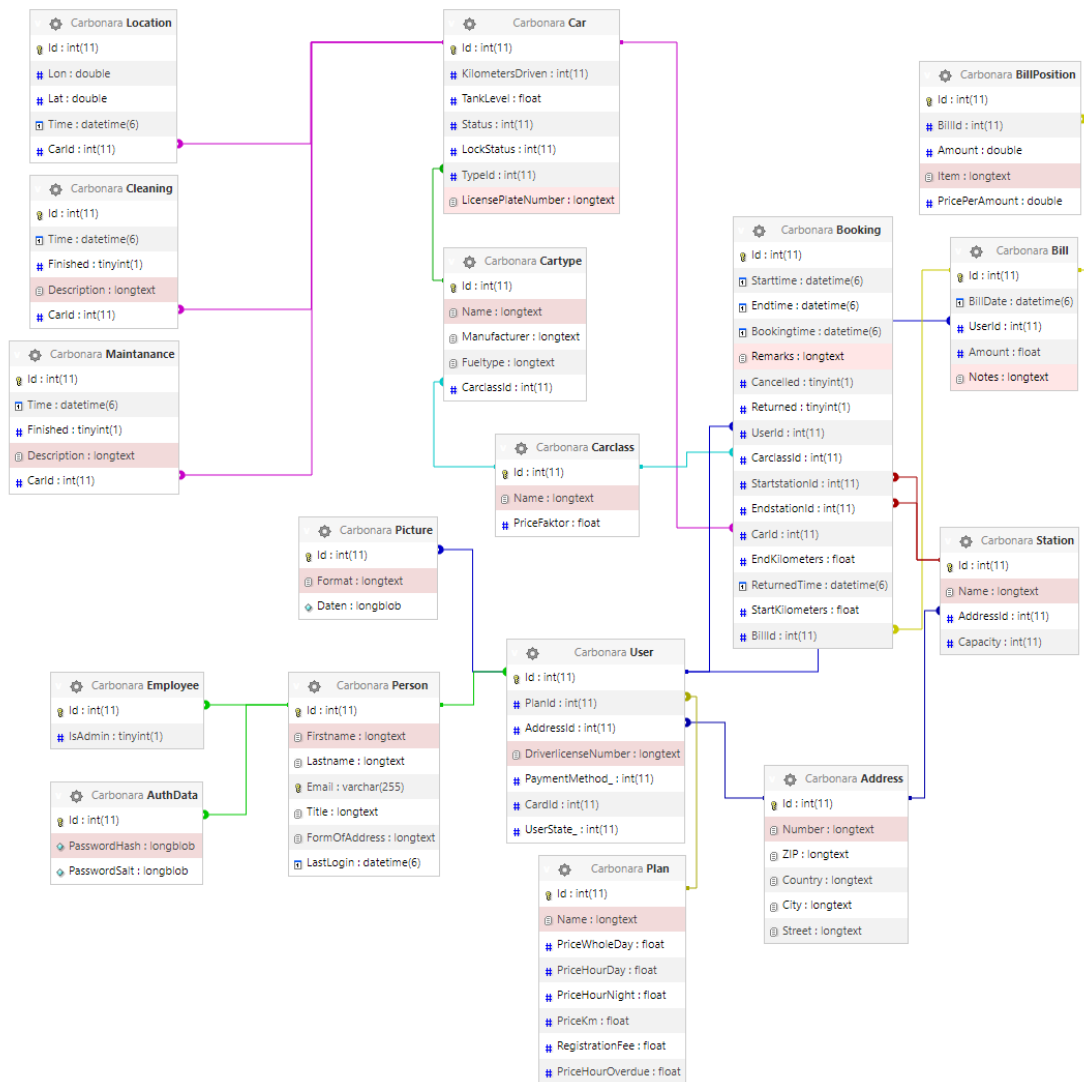 Carbonara Location
Id : int(11)
Lon : double
Lat : double
Time : datetime(6)
CarId : int(11)
Carbonara Cleaning
Id : int(11)
Time : datetime(6)
Finished : tinyint(1)
Description : longtext
CarId : int(11)
Carbonara Maintanance
Id : int(11)
Time : datetime(6)
Finished : tinyint(1)
Description : longtext
CarId : int(11)
Carbonara Car
Id : int(11)
KilometersDriven : int(11)
TankLevel : float
Status : int(11)
LockStatus : int(11)
TypeId : int(11)
LicensePlateNumber : longtext
Carbonara Cartype
Id : int(11)
Name : longtext
Manufacturer : longtext
Fueltype : longtext
CarclassId : int(11)
Carbonara Carclass
Id : int(11)
Name : longtext
PriceFaktor : float
Carbonara BillPosition
Id : int(11)
BillId : int(11)
Amount : double
Item : longtext
PricePerAmount : double
Carbonara Booking
Id : int(11)
Starttime : datetime(6)
Endtime : datetime(6)
Bookingtime : datetime(6)
Remarks : longtext
Cancelled : tinyint(1)
Returned : tinyint(1)
UserId : int(11)
CarclassId : int(11)
StartstationId : int(11)
EndstationId : int(11)
CarId : int(11)
EndKilometers : float
ReturnedTime : datetime(6)
StartKilometers : float
BillId : int(11)
Carbonara Bill
Id : int(11)
BillDate : datetime(6)
UserId : int(11)
Amount : float
Notes : longtext
Carbonara Station
Id : int(11)
Name : longtext
AddressId : int(11)
Capacity : int(11)
Carbonara Picture
Id : int(11)
Format : longtext
Daten : longblob
Carbonara Employee
Id : int(11)
IsAdmin : tinyint(1)
Carbonara AuthData
Id : int(11)
PasswordHash : longblob
PasswordSalt : longblob
Carbonara Person
Id : int(11)
Firstname : longtext
Lastname : longtext
Email : varchar(255)
Title : longtext
FormOfAddress : longtext
LastLogin : datetime(6)
Carbonara User
Id : int(11)
PlanId : int(11)
AddressId : int(11)
DriverlicenseNumber : longtext
PaymentMethod_ : int(11)
CardId : int(11)
UserState_ : int(11)
Carbonara Plan
Id : int(11)
Name : longtext
PriceWholeDay : float
PriceHourDay : float
PriceHourNight : float
PriceKm : float
RegistrationFee : float
PriceHourOverdue : float
Carbonara Address
Id : int(11)
Number : longtext
ZIP : longtext
Country : longtext
City : longtext
Street : longtext